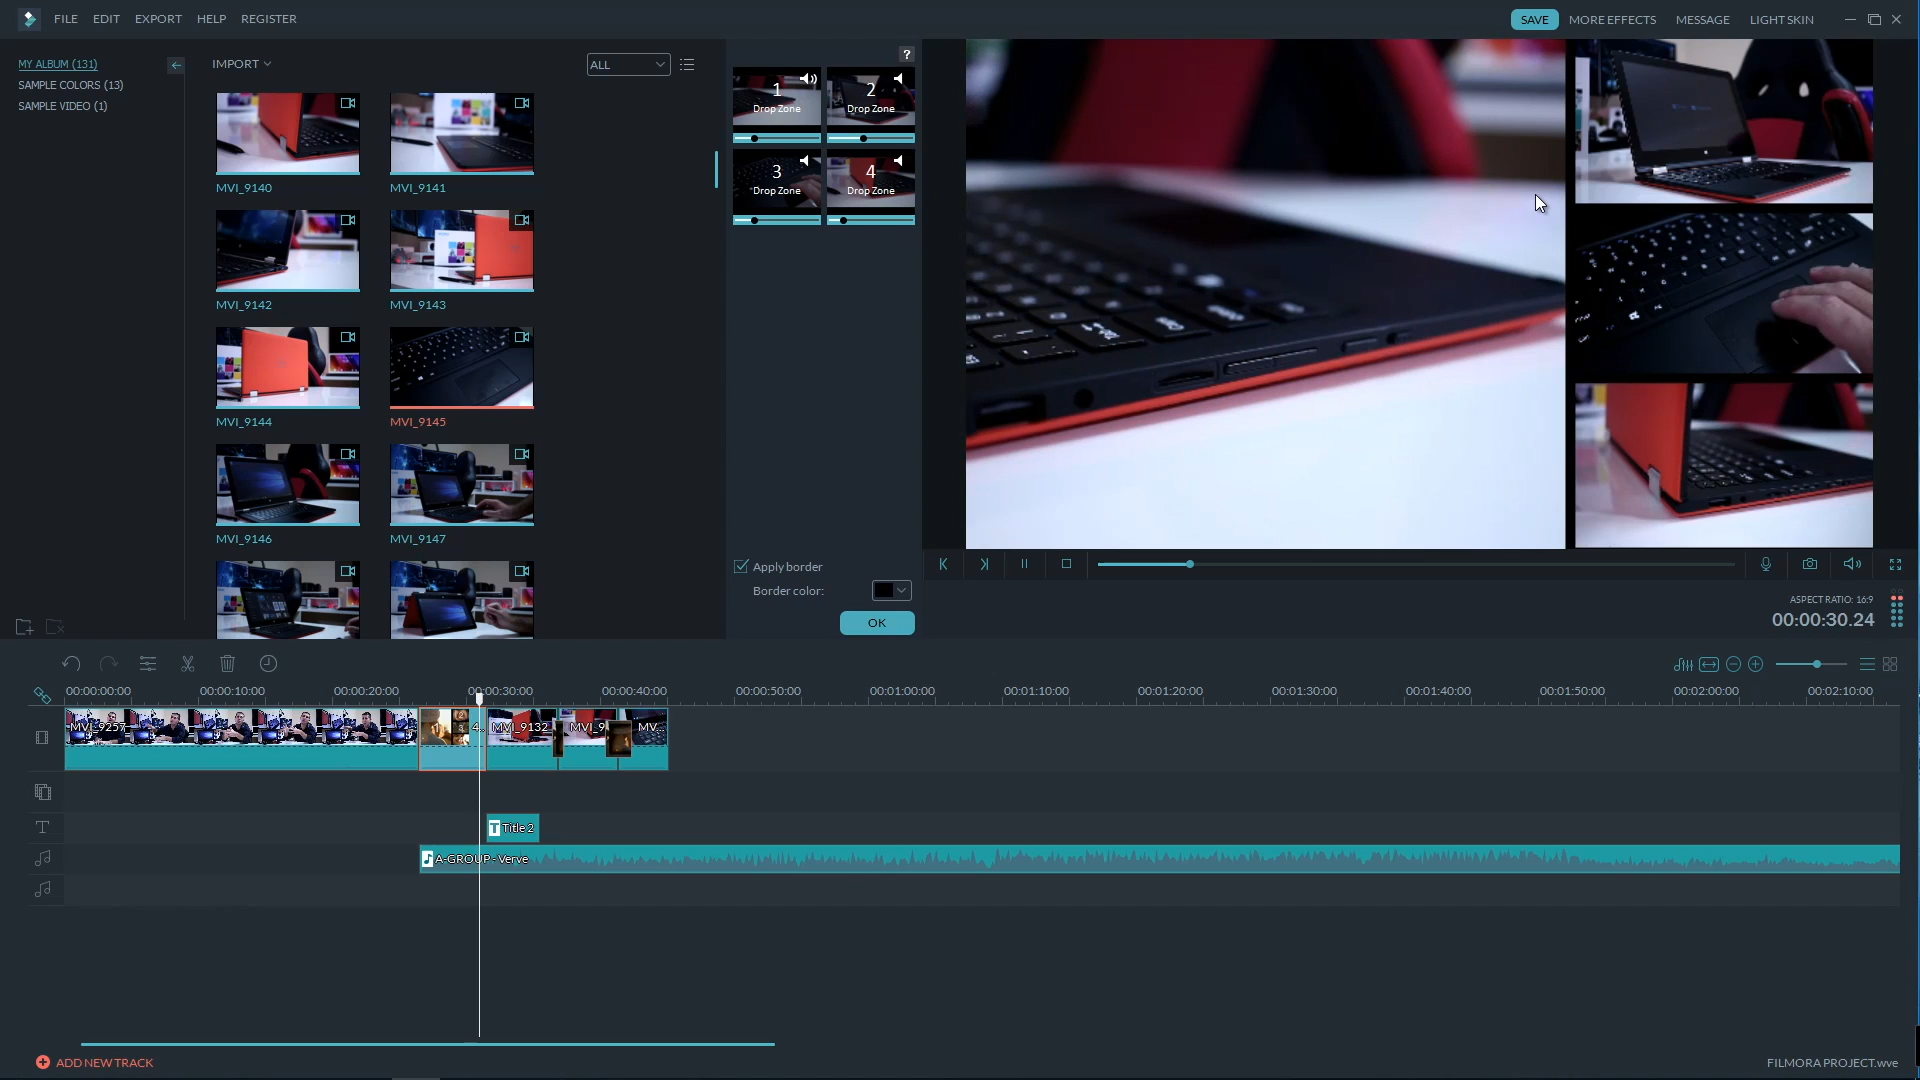 FILE EDIT EXPORT HELP REGISTER
SAVE MORE EFFECTS MESSAGE LIGHT SKIN
MY ALBUM (131)
SAMPLE COLORS (13)
SAMPLE VIDEO (1)
IMPORT
ALL
MVI_9140 MVI_9141
MVI_9142 MVI_9143
MVI_9144 MVI_9145
MVI_9146 MVI_9147
?
1 2
Drop Zone Drop Zone
3 4
Drop Zone Drop Zone
Apply border
Border color:
OK
ASPECT RATIO: 16:9
00:00:30.24
00:00:00:00 00:00:10:00 00:00:20:00 00:00:30:00 00:00:40:00 00:00:50:00 00:01:00:00 00:01:10:00 00:01:20:00 00:01:30:00 00:01:40:00 00:01:50:00 00:02:00:00 00:02:10:00
MVI_9257 4.. MVI_9132 MVI_9 MV...
T Title 2
A-GROUP - Verve
ADD NEW TRACK
FILMORA PROJECT.wve